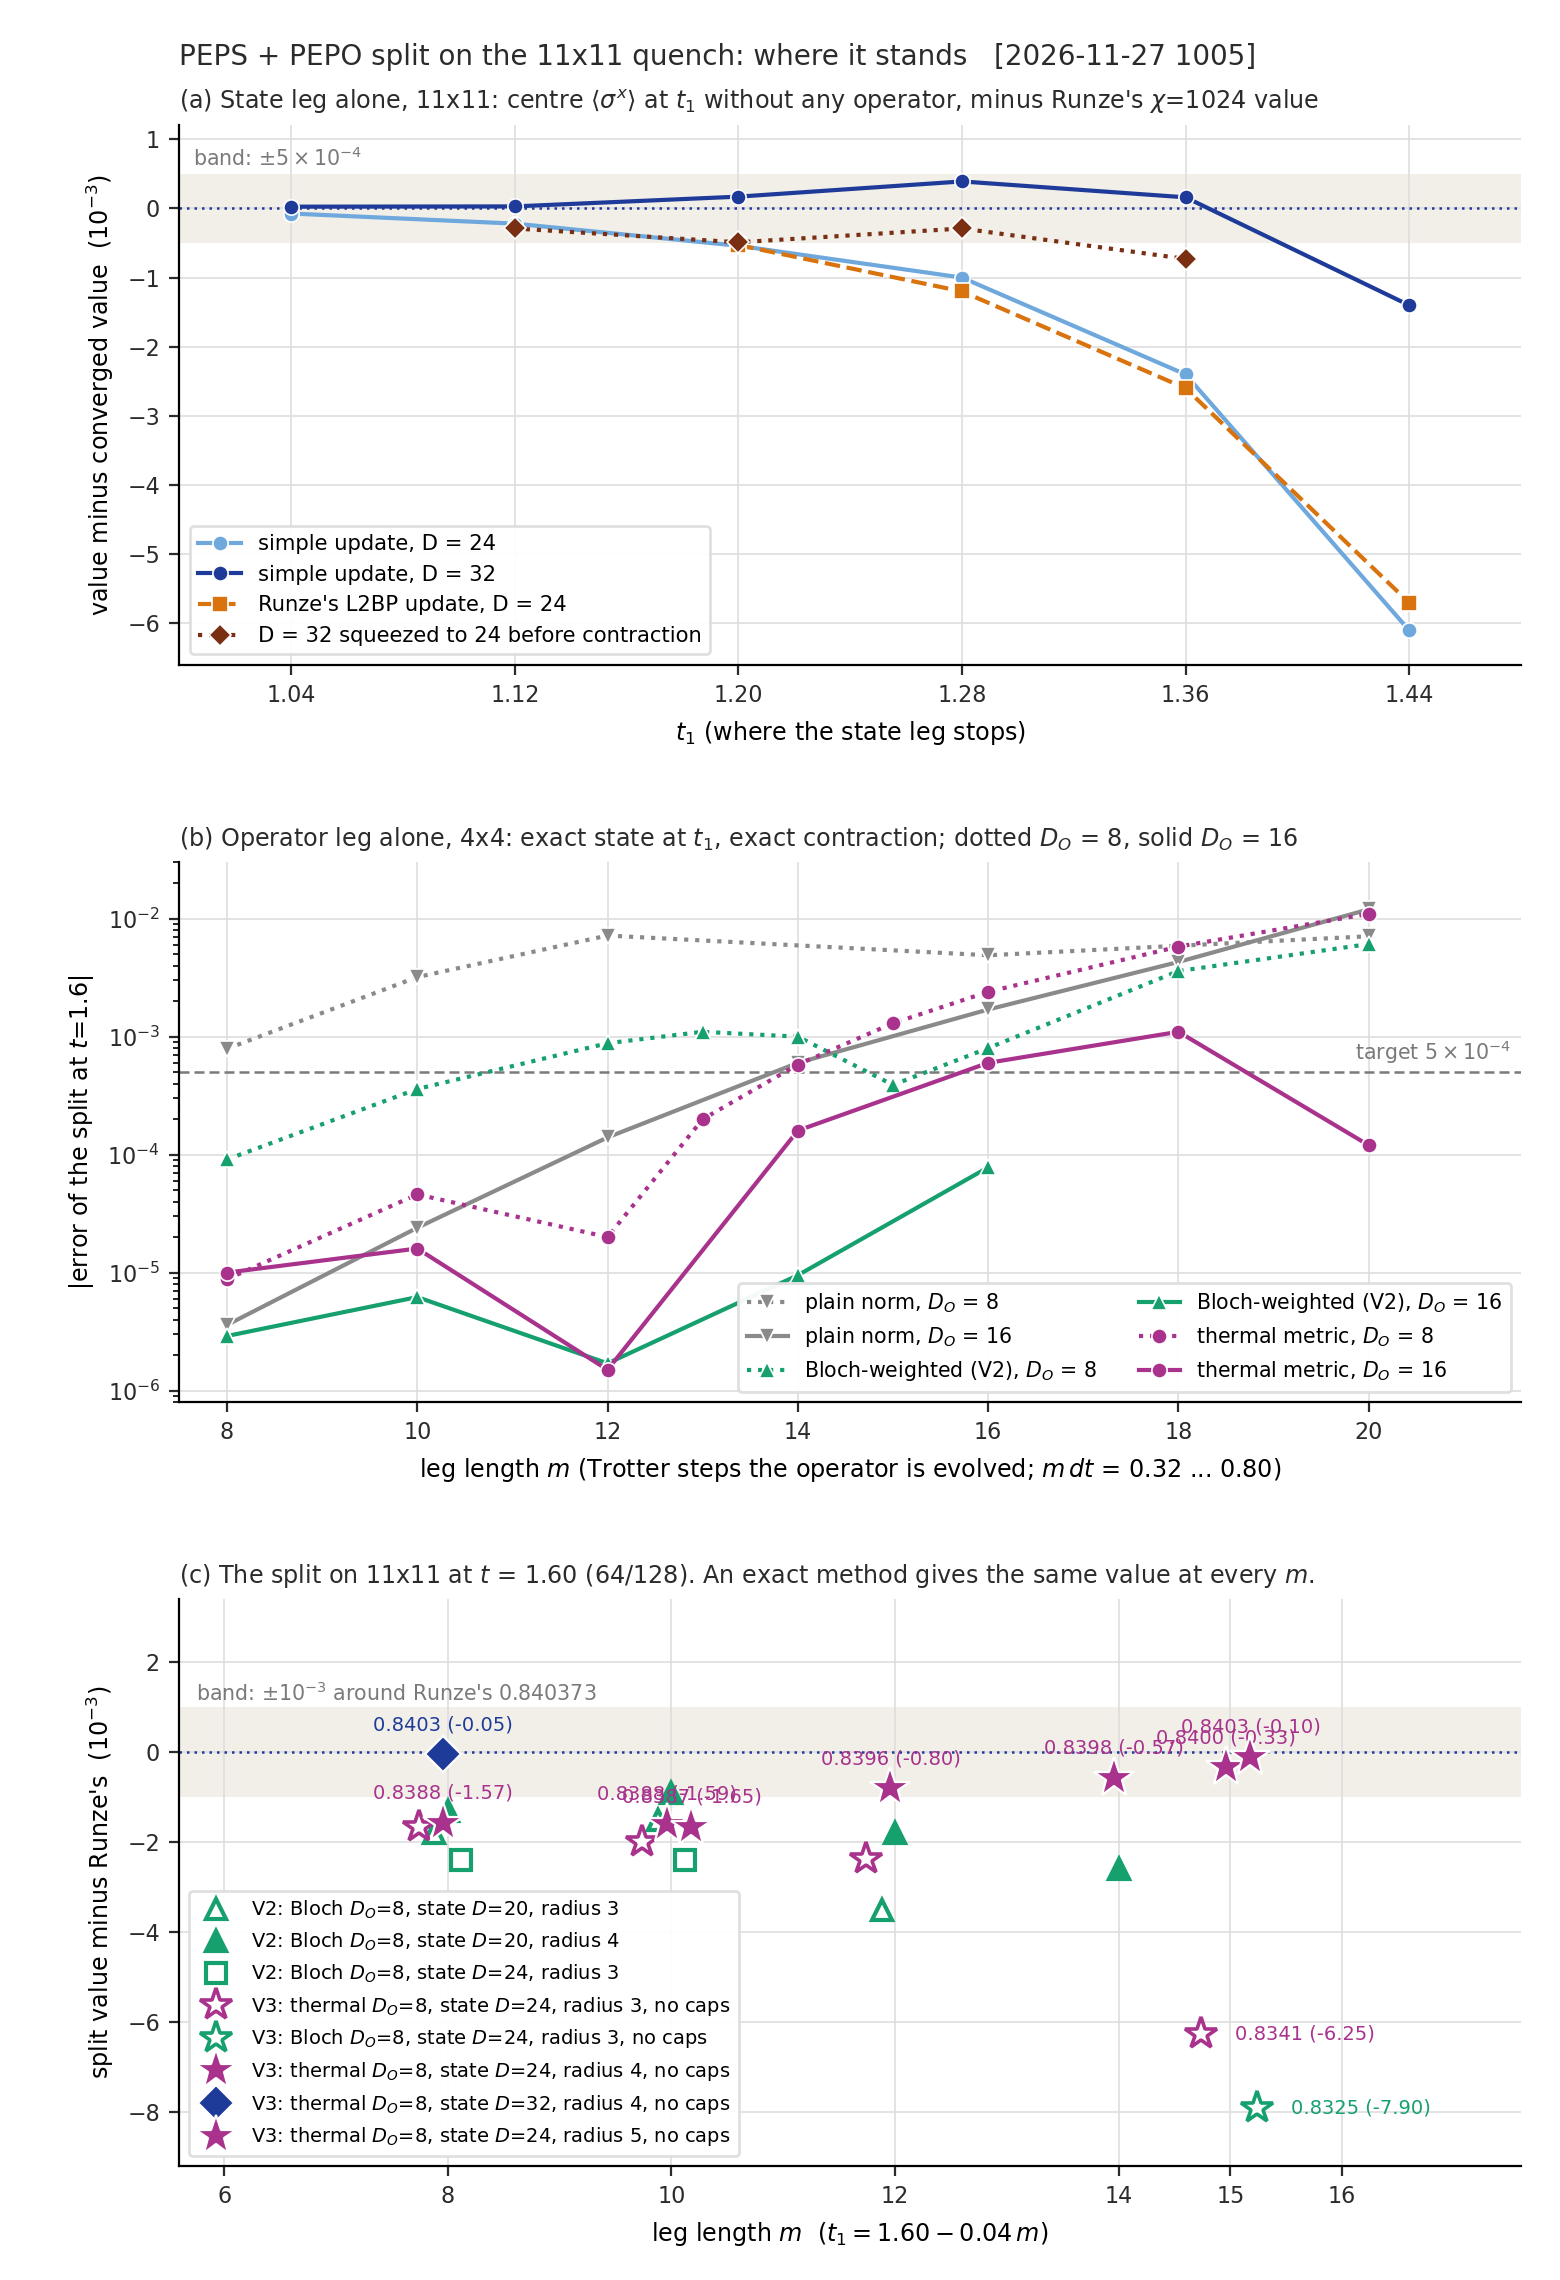 PEPS + PEPO split on the 11x11 quench: where it stands   [2026-11-27 1005]
(a) State leg alone, 11x11: centre ⟨σˣ⟩ at t₁ without any operator, minus Runze's χ=1024 value
band: ±5 × 10⁻⁴
1
0
−1
−2
−3
−4
−5
−6
value minus converged value (10⁻³)
simple update, D = 24
simple update, D = 32
Runze's L2BP update, D = 24
D = 32 squeezed to 24 before contraction
1.04 1.12 1.20 1.28 1.36 1.44
t₁ (where the state leg stops)
(b) Operator leg alone, 4x4: exact state at t₁, exact contraction; dotted D_O = 8, solid D_O = 16
10⁻²
10⁻³
10⁻⁴
10⁻⁵
10⁻⁶
|error of the split at t=1.6|
target 5 × 10⁻⁴
plain norm, D_O = 8
plain norm, D_O = 16
Bloch-weighted (V2), D_O = 8
Bloch-weighted (V2), D_O = 16
thermal metric, D_O = 8
thermal metric, D_O = 16
8 10 12 14 16 18 20
leg length m (Trotter steps the operator is evolved; m dt = 0.32 ... 0.80)
(c) The split on 11x11 at t = 1.60 (64/128). An exact method gives the same value at every m.
2
0
−2
−4
−6
−8
split value minus Runze's (10⁻³)
band: ±10⁻³ around Runze's 0.840373
0.8403 (-0.05)
0.8403 (-0.10)
0.8400 (-0.33)
0.8398 (-0.57)
0.8396 (-0.80)
0.8388 (-1.57)
0.8388 (-1.59)
0.8387 (-1.65)
0.8341 (-6.25)
0.8325 (-7.90)
V2: Bloch D_O=8, state D=20, radius 3
V2: Bloch D_O=8, state D=20, radius 4
V2: Bloch D_O=8, state D=24, radius 3
V3: thermal D_O=8, state D=24, radius 3, no caps
V3: Bloch D_O=8, state D=24, radius 3, no caps
V3: thermal D_O=8, state D=24, radius 4, no caps
V3: thermal D_O=8, state D=32, radius 4, no caps
V3: thermal D_O=8, state D=24, radius 5, no caps
6 8 10 12 14 15 16
leg length m (t₁ = 1.60 − 0.04 m)